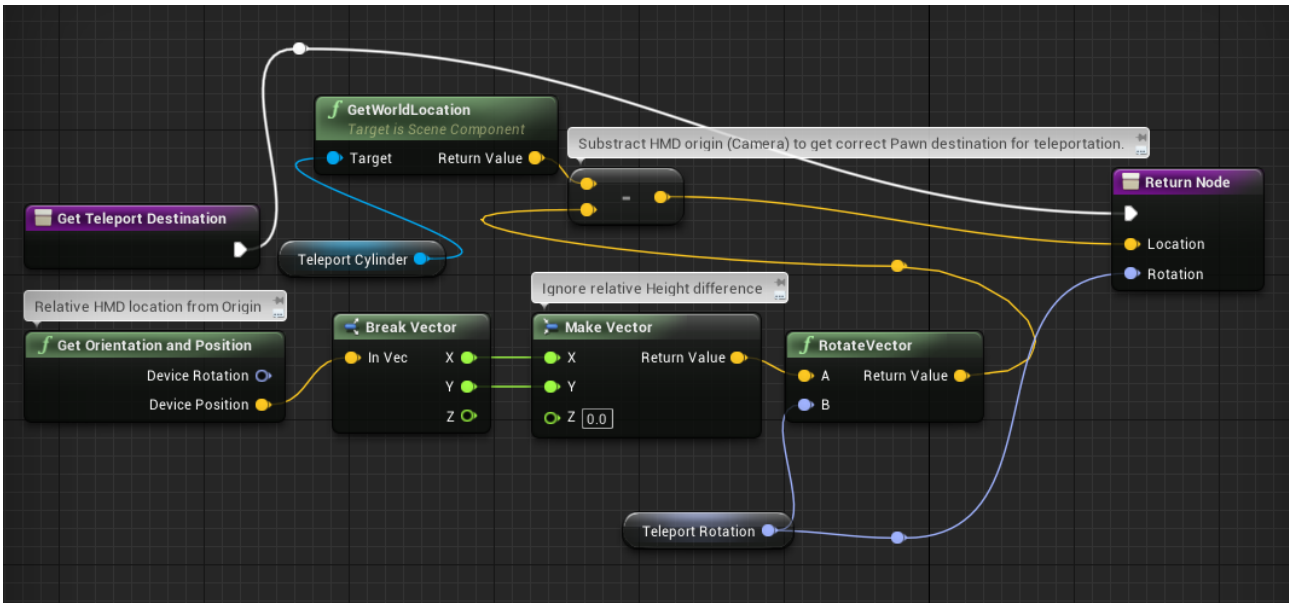 f GetWorldLocation
Target is Scene Component
Target Return Value
Substract HMD origin (Camera) to get correct Pawn destination for teleportation.
-
Return Node
Location
Rotation
Get Teleport Destination
Teleport Cylinder
Relative HMD location from Origin
f Get Orientation and Position
Device Rotation
Device Position
Break Vector
In Vec X
Y
Z
Ignore relative Height difference
Make Vector
X Return Value
Y
Z 0.0
f RotateVector
A Return Value
B
Teleport Rotation